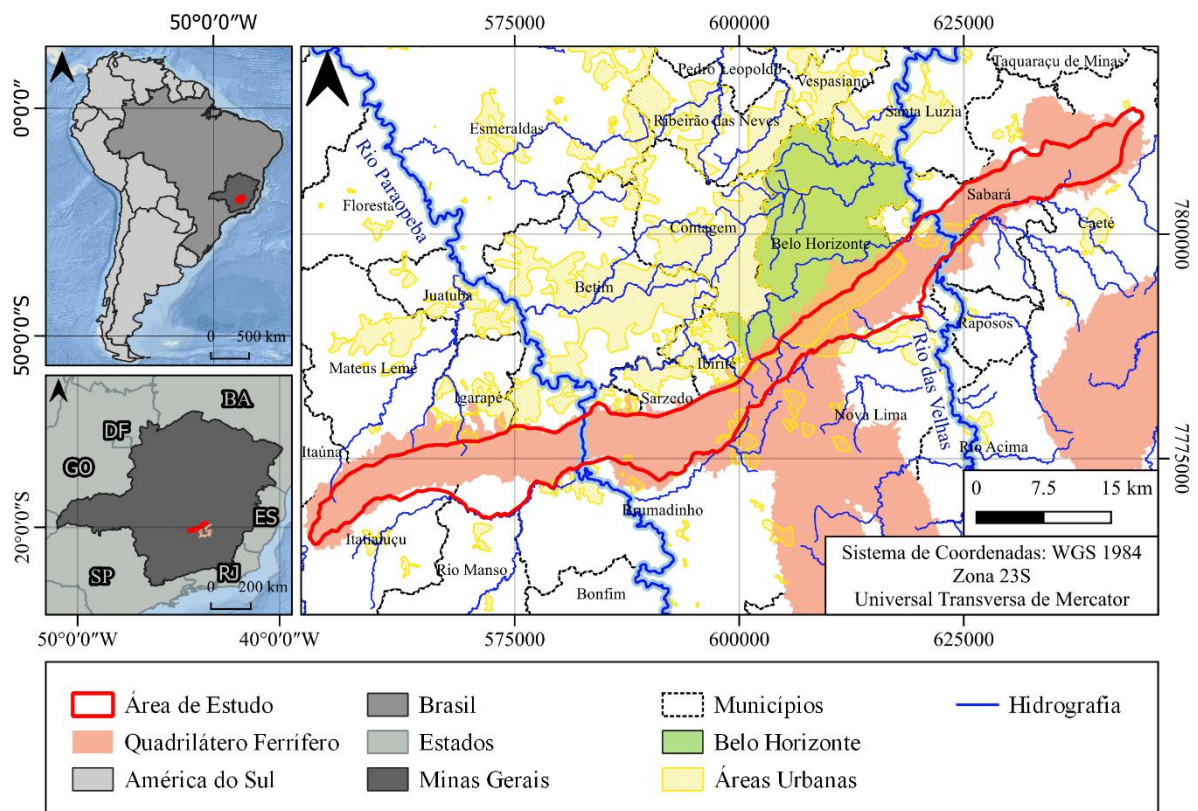 50°0'0"W
0°0'0"
50°0'0"S
0 500 km
BA
DF
GO
ES
SP
RJ
0 200 km
20°0'0"S
50°0'0"W
40°0'0"W
575000
600000
625000
7800000
7775000
575000
600000
625000
Pedro Leopoldo
Vespasiano
Taquaraçu de Minas
Esmeraldas
Ribeirão das Neves
Santa Luzia
Rio Paraopeba
Florestal
Sabará
Contagem
Belo Horizonte
Caeté
Betim
Juatuba
Raposos
Mateus Leme
Ibirité
Rio das Velhas
Igarapé
Sarzedo
Nova Lima
Itaúna
Rio Acima
Brumadinho
Itatiaiuçu
Rio Manso
Bonfim
0 7.5 15 km
Sistema de Coordenadas: WGS 1984
Zona 23S
Universal Transversa de Mercator
Área de Estudo
Brasil
Municípios
Hidrografia
Quadrilátero Ferrífero
Estados
Belo Horizonte
América do Sul
Minas Gerais
Áreas Urbanas